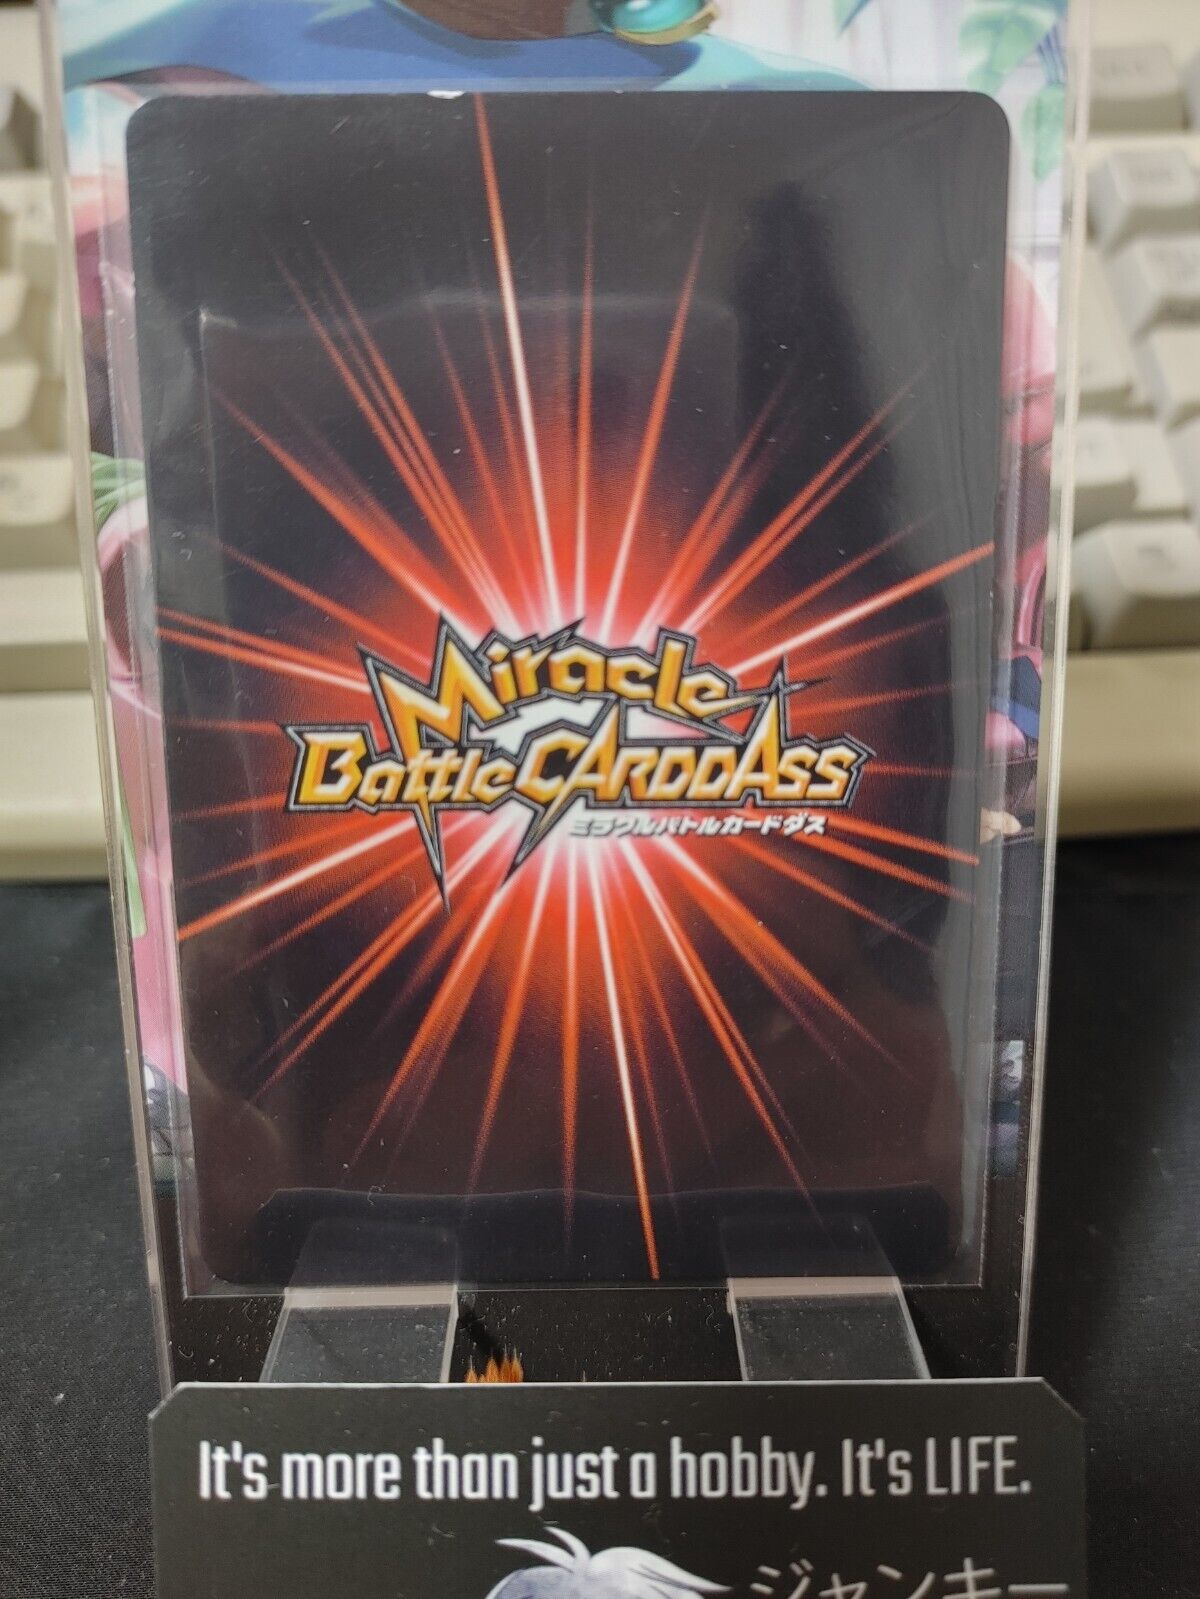 Miracle
Battle CARDDASS
ミラクルバトルカードダス
It's more than just a hobby. It's LIFE.
ジャンキー